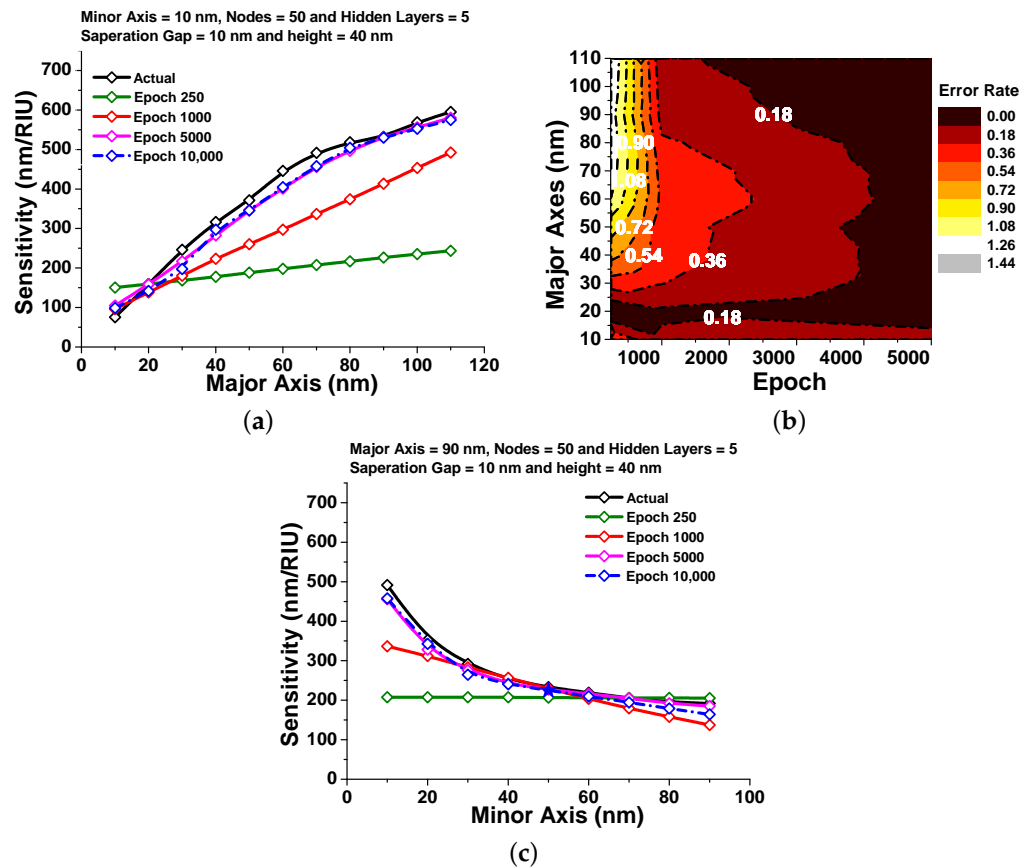 Minor Axis = 10 nm, Nodes = 50 and Hidden Layers = 5
Saperation Gap = 10 nm and height = 40 nm
700
600
500
400
300
200
100
0
Sensitivity (nm/RIU)
Actual
Epoch 250
Epoch 1000
Epoch 5000
Epoch 10,000
0 20 40 60 80 100 120
Major Axis (nm)
(a)
110
100
90
80
70
60
50
40
30
20
10
Major Axes (nm)
0.18
0.90
1.08
0.72
0.54
0.36
0.18
1000 2000 3000 4000 5000
Epoch
Error Rate
0.00
0.18
0.36
0.54
0.72
0.90
1.08
1.26
1.44
(b)
Major Axis = 90 nm, Nodes = 50 and Hidden Layers = 5
Saperation Gap = 10 nm and height = 40 nm
700
600
500
400
300
200
100
0
Sensitivity (nm/RIU)
Actual
Epoch 250
Epoch 1000
Epoch 5000
Epoch 10,000
0 20 40 60 80 100
Minor Axis (nm)
(c)